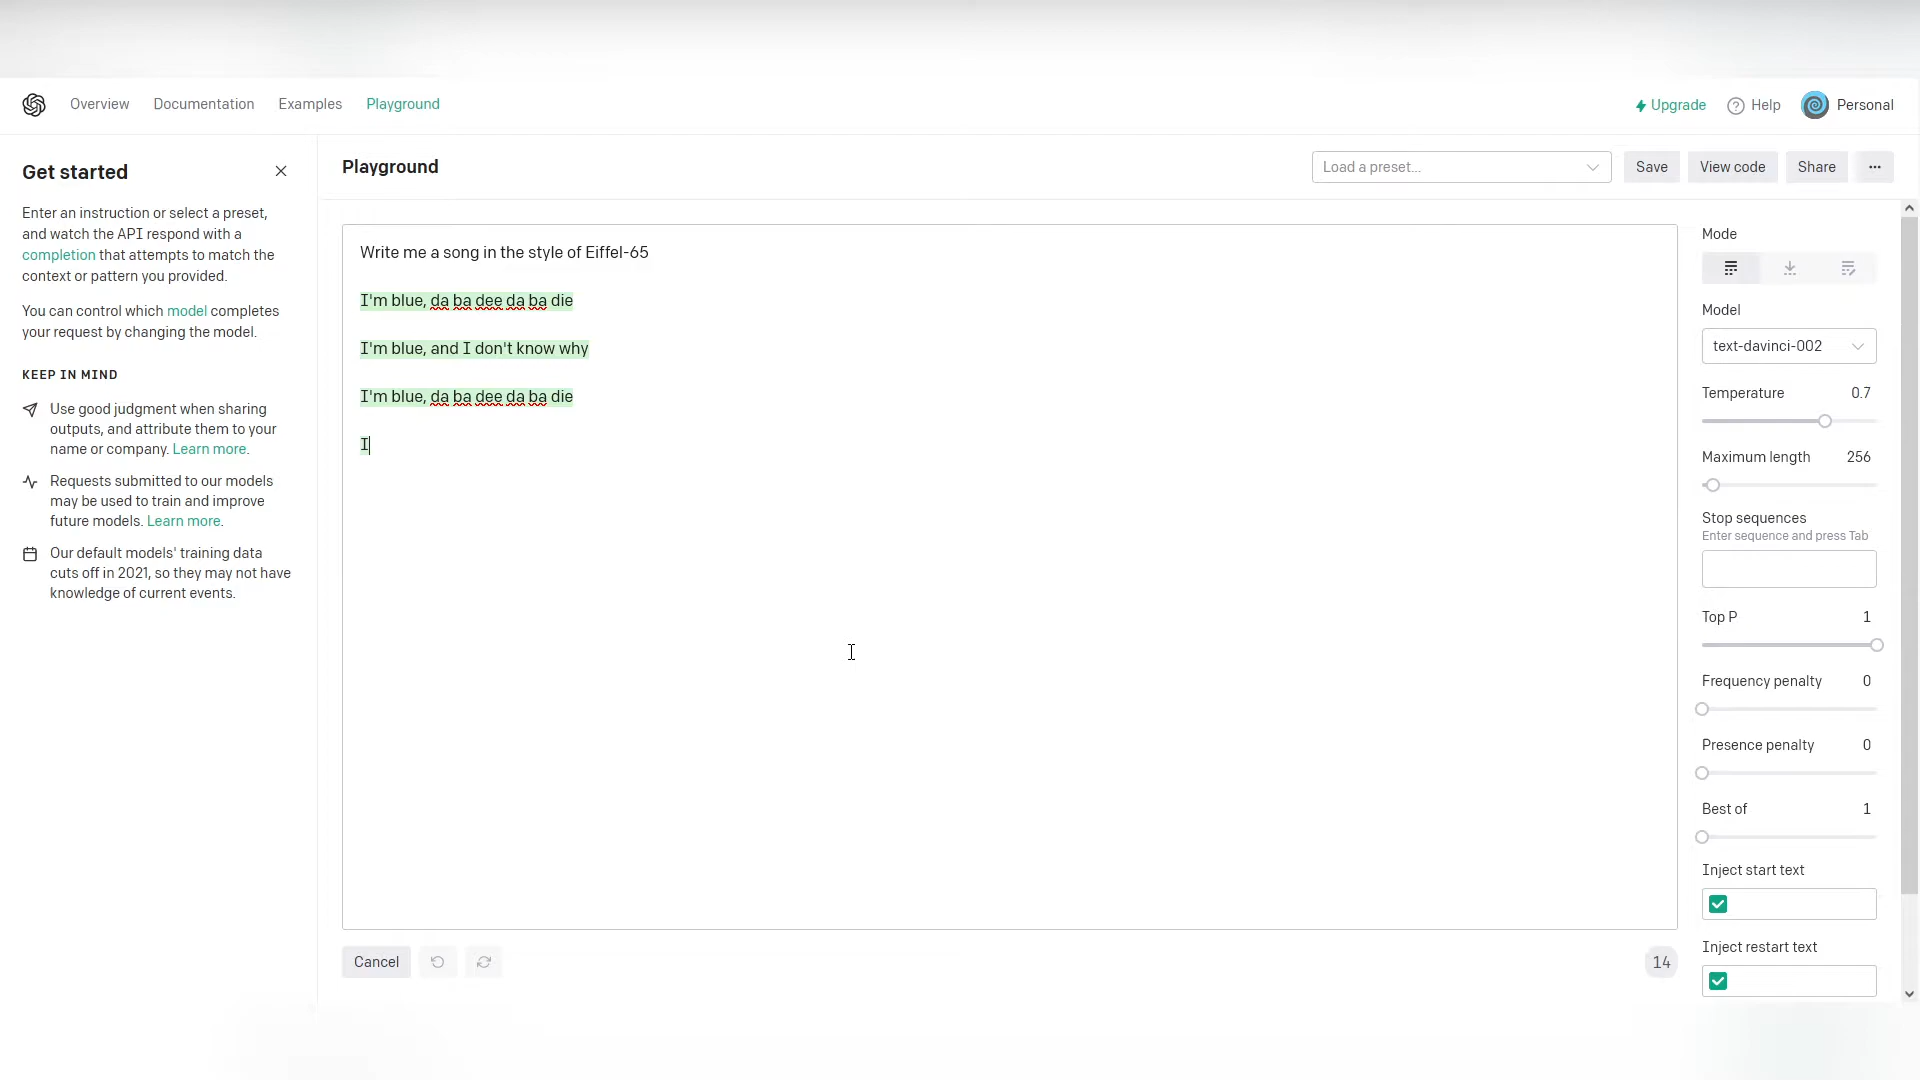 Overview Documentation Examples Playground
Upgrade Help Personal
Get started
Enter an instruction or select a preset,
and watch the API respond with a
completion that attempts to match the
context or pattern you provided.
You can control which model completes
your request by changing the model.
KEEP IN MIND
Use good judgment when sharing
outputs, and attribute them to your
name or company. Learn more.
Requests submitted to our models
may be used to train and improve
future models. Learn more.
Our default models' training data
cuts off in 2021, so they may not have
knowledge of current events.
Playground
Load a preset...
Save
View code
Share
...
Write me a song in the style of Eiffel-65
I'm blue, da ba dee da ba die
I'm blue, and I don't know why
I'm blue, da ba dee da ba die
I
Cancel
14
Mode
Model
text-davinci-002
Temperature 0.7
Maximum length 256
Stop sequences
Enter sequence and press Tab
Top P 1
Frequency penalty 0
Presence penalty 0
Best of 1
Inject start text
Inject restart text